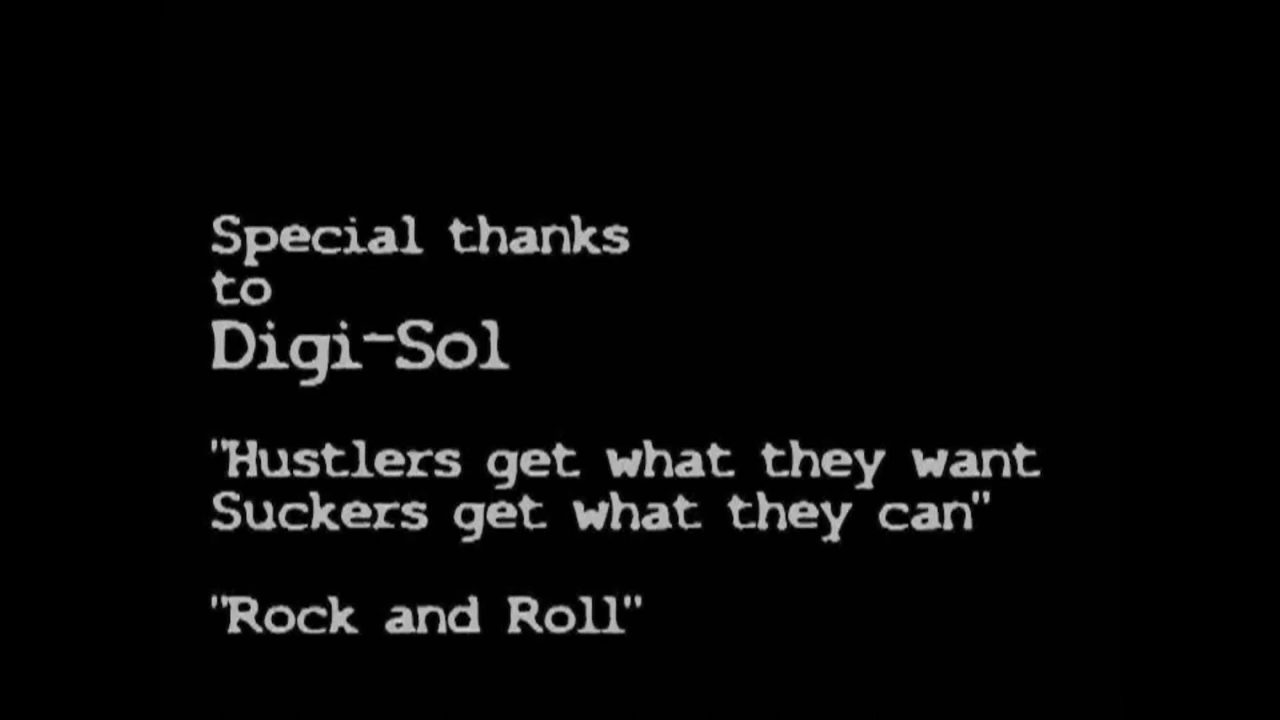 Special thanks
to
Digi-Sol
"Hustlers get what they want
Suckers get what they can"
"Rock and Roll"